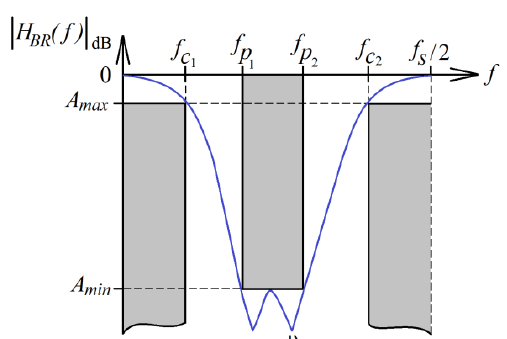 |H_BR(f)|_dB
f_c1 f_p1 f_p2 f_c2 f_s/2
0 f
A_max
A_min